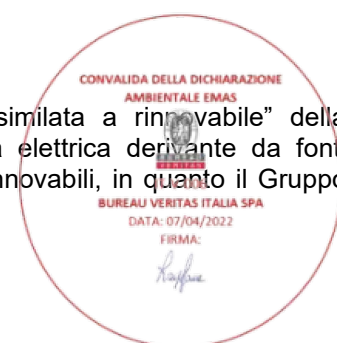 CONVALIDA DELLA DICHIARAZIONE
AMBIENTALE EMAS
similata a rinnovabile” della
elettrica derivante da font
nnovabili, in quanto il Gruppo
BUREAU VERITAS ITALIA SPA
DATA: 07/04/2022
FIRMA: